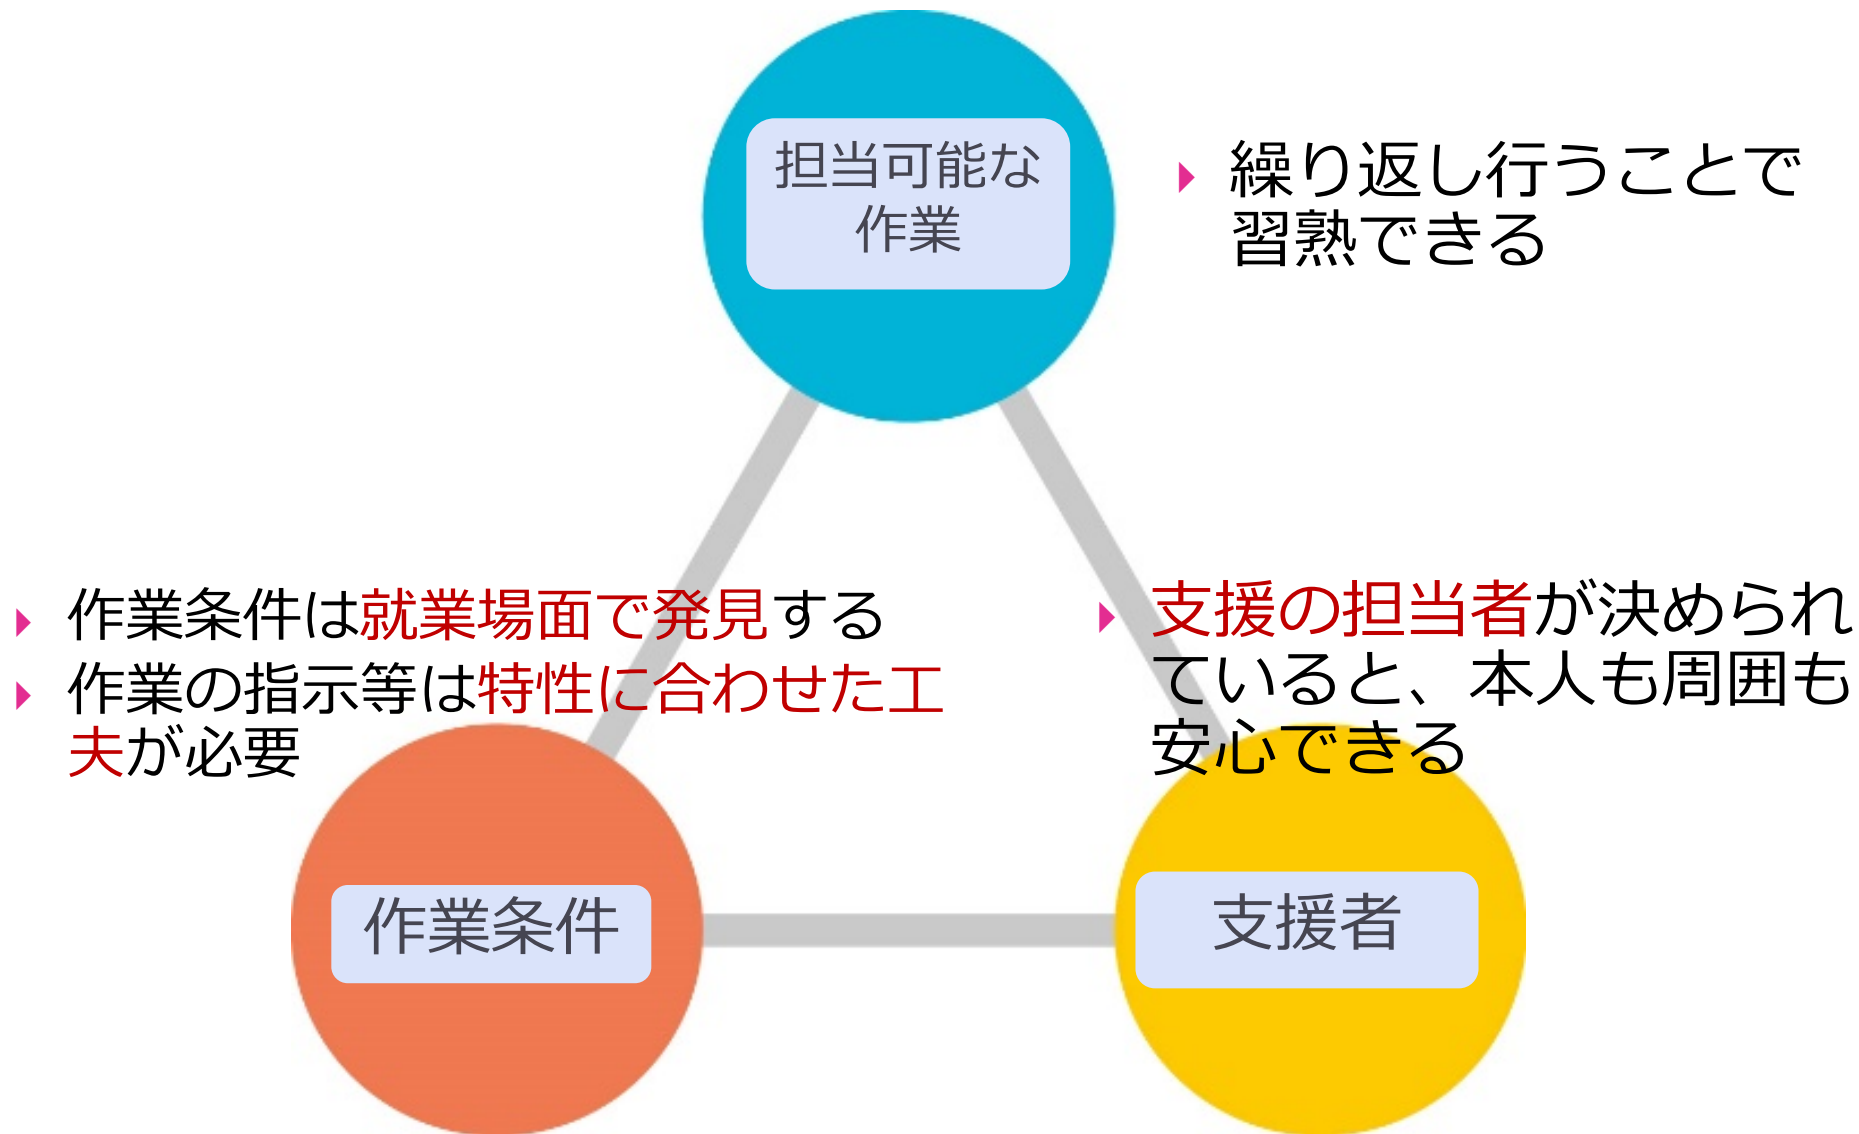 担当可能な
作業
繰り返し行うことで
習熟できる
作業条件は就業場面で発見する
作業の指示等は特性に合わせた工
夫が必要
支援の担当者が決められ
ていると、本人も周囲も
安心できる
作業条件
支援者